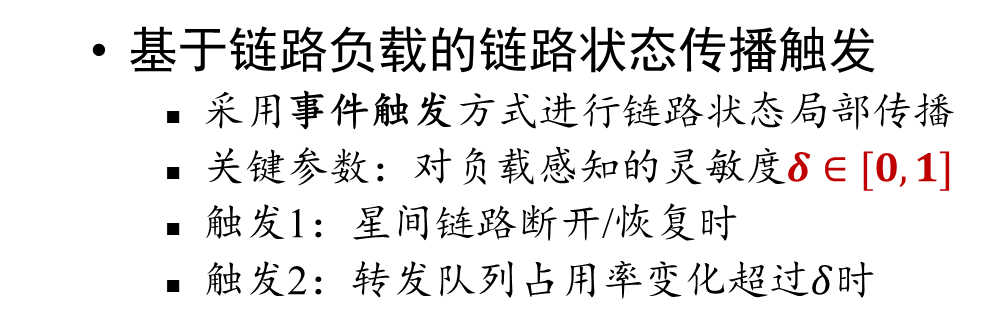 • 基于链路负载的链路状态传播触发
▪ 采用事件触发方式进行链路状态局部传播
▪ 关键参数：对负载感知的灵敏度δ ∈ [0, 1]
▪ 触发1：星间链路断开/恢复时
▪ 触发2：转发队列占用率变化超过δ时